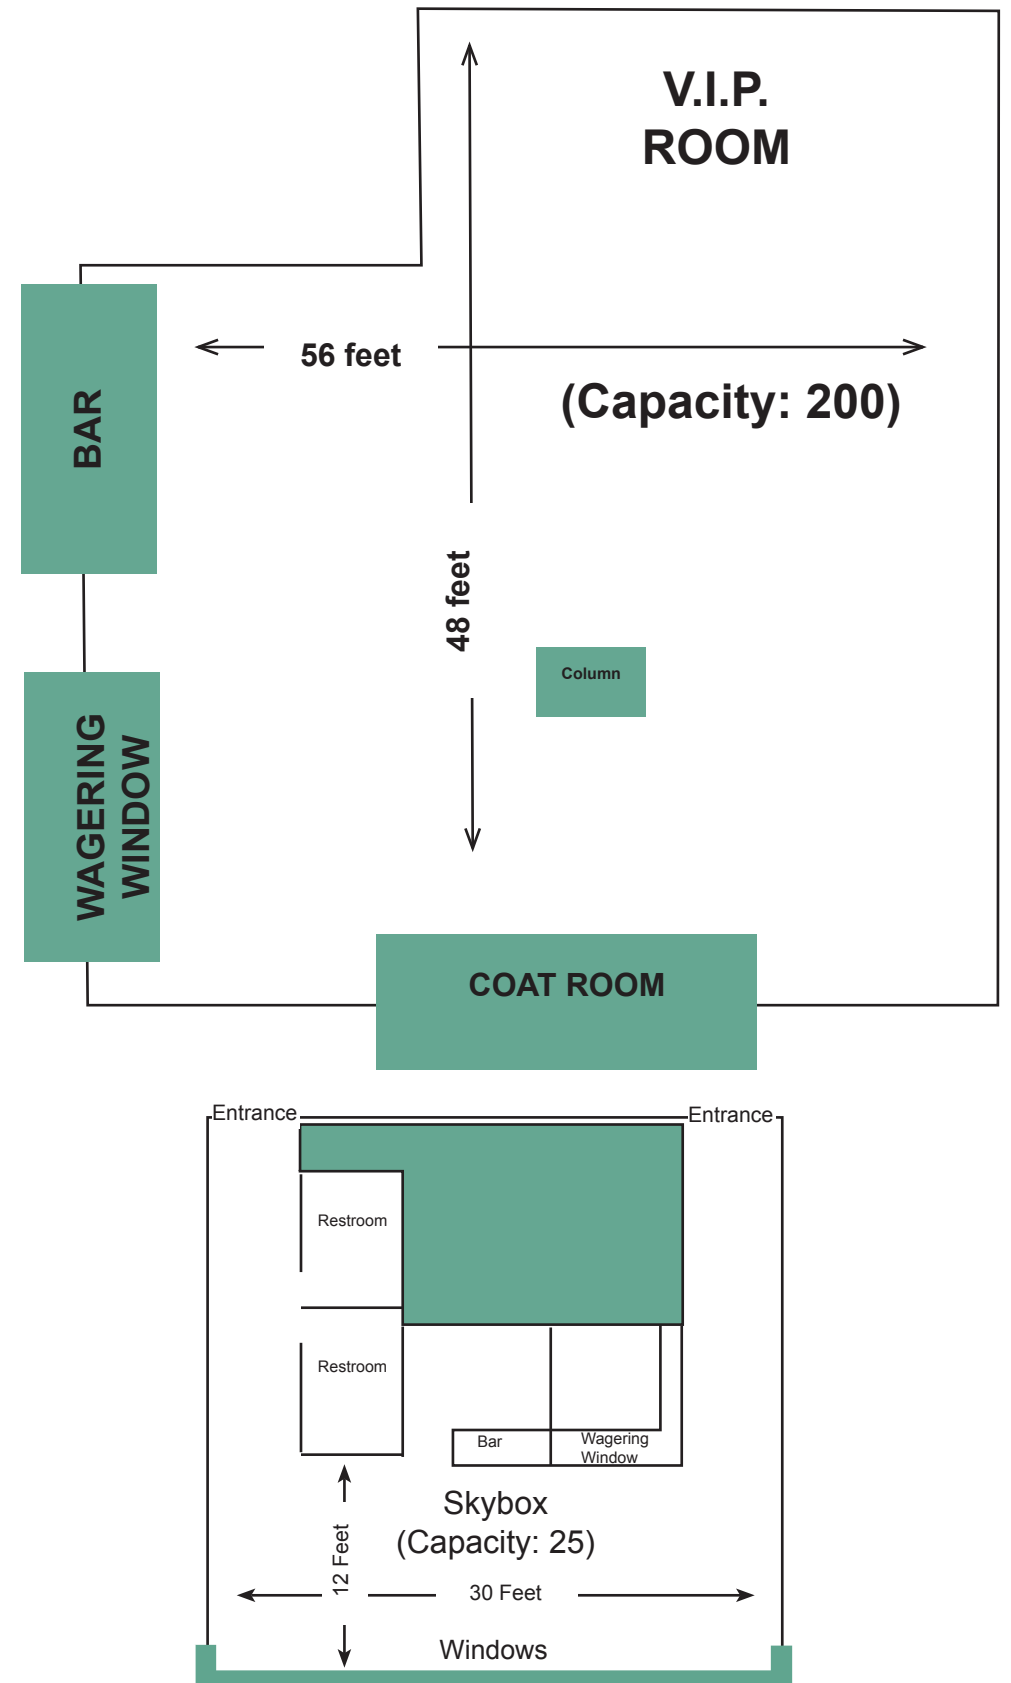 V.I.P.
ROOM
56 feet
(Capacity: 200)
BAR
48 feet
Column
WAGERING
WINDOW
COAT ROOM
Entrance
Entrance
Restroom
Restroom
Bar
Wagering
Window
Skybox
(Capacity: 25)
12 Feet
30 Feet
Windows